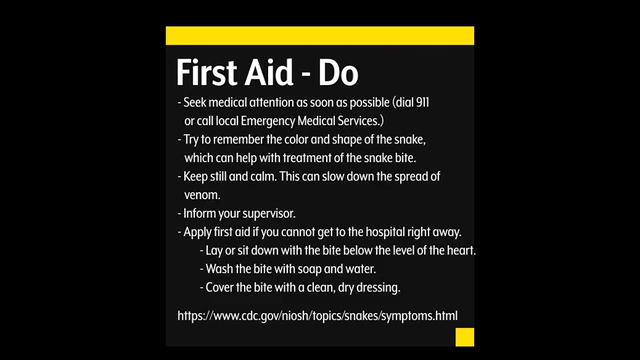 First Aid - Do
- Seek medical attention as soon as possible (dial 911
or call local Emergency Medical Services.)
- Try to remember the color and shape of the snake,
which can help with treatment of the snake bite.
- Keep still and calm. This can slow down the spread of
venom.
- Inform your supervisor.
- Apply first aid if you cannot get to the hospital right away.
- Lay or sit down with the bite below the level of the heart.
- Wash the bite with soap and water.
- Cover the bite with a clean, dry dressing.
https://www.cdc.gov/niosh/topics/snakes/symptoms.html